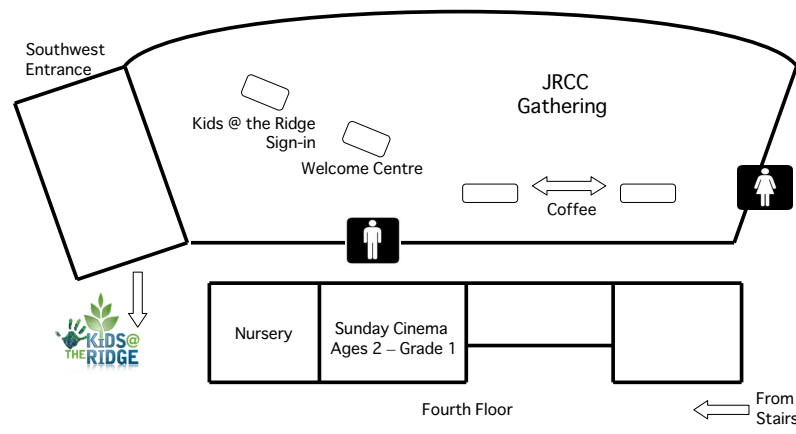 Southwest
Entrance
JRCC
Gathering
Kids @ the Ridge
Sign-in
Welcome Centre
Coffee
KIDS@
THE RIDGE
Nursery
Sunday Cinema
Ages 2 – Grade 1
Fourth Floor
From
Stairs